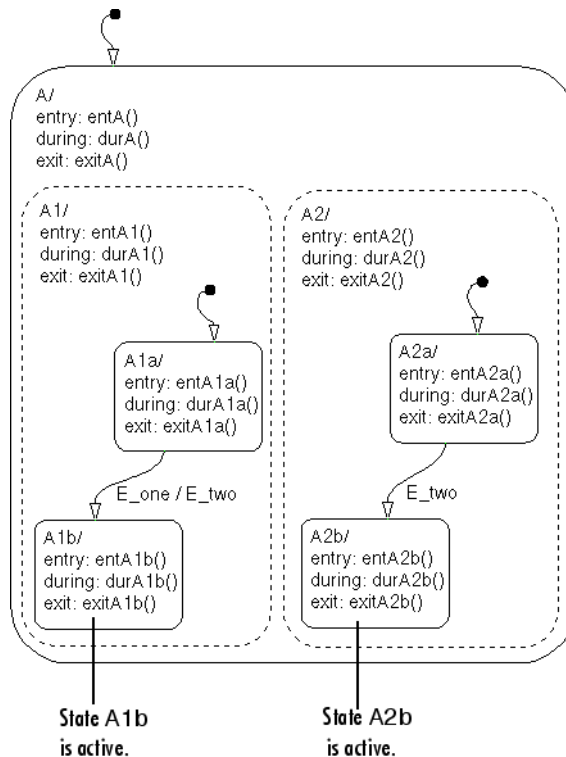 A/
entry: entA()
during: durA()
exit: exitA()
A1/
entry: entA1()
during: durA1()
exit: exitA1()
A2/
entry: entA2()
during: durA2()
exit: exitA2()
A1a/
entry: entA1a()
during: durA1a()
exit: exitA1a()
A2a/
entry: entA2a()
during: durA2a()
exit: exitA2a()
E_one / E_two
E_two
A1b/
entry: entA1b()
during: durA1b()
exit: exitA1b()
A2b/
entry: entA2b()
during: durA2b()
exit: exitA2b()
State A1b
is active.
State A2b
is active.